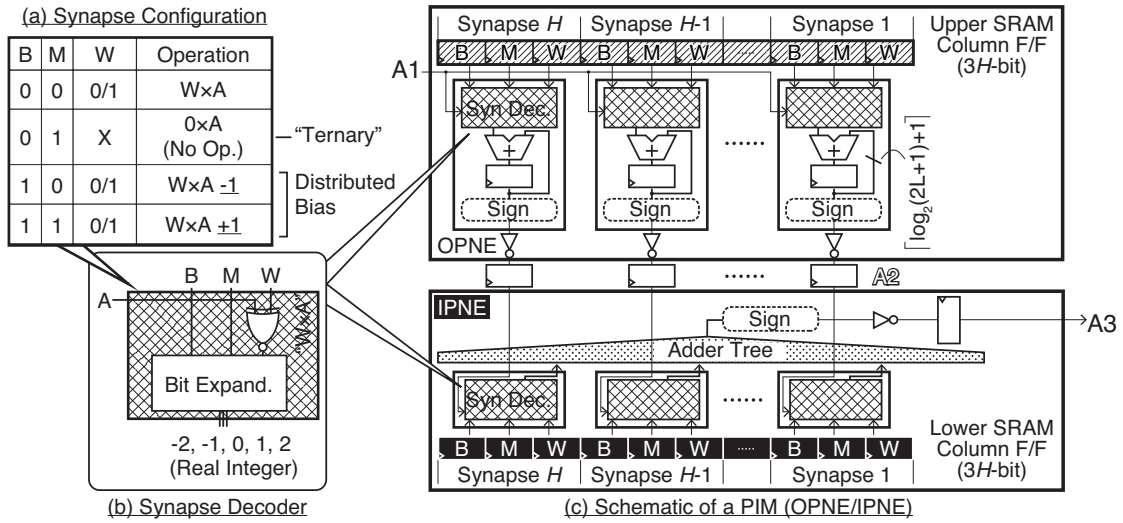 (a) Synapse Configuration
B M W Operation
0 0 0/1 W×A
0 1 X 0×A
(No Op.)
"Ternary"
1 0 0/1 W×A -1
1 1 0/1 W×A +1
Distributed
Bias
B M W
A
"W×A"
Bit Expand.
-2, -1, 0, 1, 2
(Real Integer)
(b) Synapse Decoder
Synapse H Synapse H-1 Synapse 1
B M W B M W ..... B M W
Upper SRAM
Column F/F
(3H-bit)
A1
Syn Dec.
+ + ...... +
⌈log₂(2L+1)+1⌉
Sign Sign Sign
OPNE
...... A2
IPNE
Sign
A3
Adder Tree
Syn Dec. ......
B M W B M W ..... B M W
Synapse H Synapse H-1 Synapse 1
Lower SRAM
Column F/F
(3H-bit)
(c) Schematic of a PIM (OPNE/IPNE)